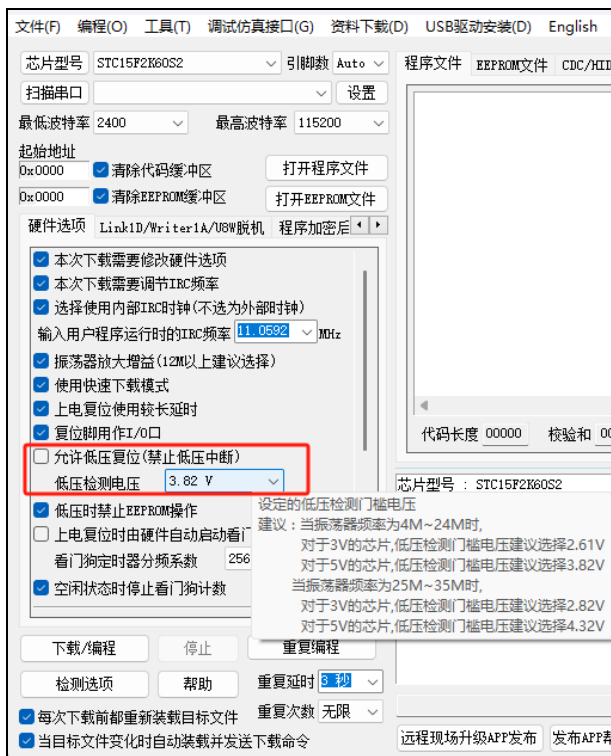 文件(F) 编程(O) 工具(T) 调试仿真接口(G) 资料下载(D) USB驱动安装(D) English
芯片型号 STC15F2K60S2 引脚数 Auto
扫描串口 设置
最低波特率 2400 最高波特率 115200
起始地址
0x0000 清除代码缓冲区 打开程序文件
0x0000 清除EEPROM缓冲区 打开EEPROM文件
硬件选项 Link1D/Writer1A/U8W脱机 程序加密后
本次下载需要修改硬件选项
本次下载需要调节IRC频率
选择使用内部IRC时钟(不选为外部时钟)
输入用户程序运行时的IRC频率 11.0592 MHz
振荡器放大增益(12M以上建议选择)
使用快速下载模式
上电复位使用较长延时
复位脚用作I/O口
允许低压复位(禁止低压中断)
低压检测电压 3.82 V
低压时禁止EEPROM操作
上电复位时由硬件自动启动看门
看门狗定时器分频系数 256
空闲状态时停止看门狗计数
程序文件 EEPROM文件 CDC/HID
代码长度 00000 校验和 00
芯片型号 : STC15F2K60S2
设定的低压检测门槛电压
建议 : 当振荡器频率为4M~24M时,
对于3V的芯片,低压检测门槛电压建议选择2.61V
对于5V的芯片,低压检测门槛电压建议选择3.82V
当振荡器频率为25M~35M时,
对于3V的芯片,低压检测门槛电压建议选择2.82V
对于5V的芯片,低压检测门槛电压建议选择4.32V
下载/编程 停止 重复编程
检测选项 帮助 重复延时 3 秒
每次下载前都重新装载目标文件 重复次数 无限
当目标文件变化时自动装载并发送下载命令
远程现场升级APP发布 发布APP